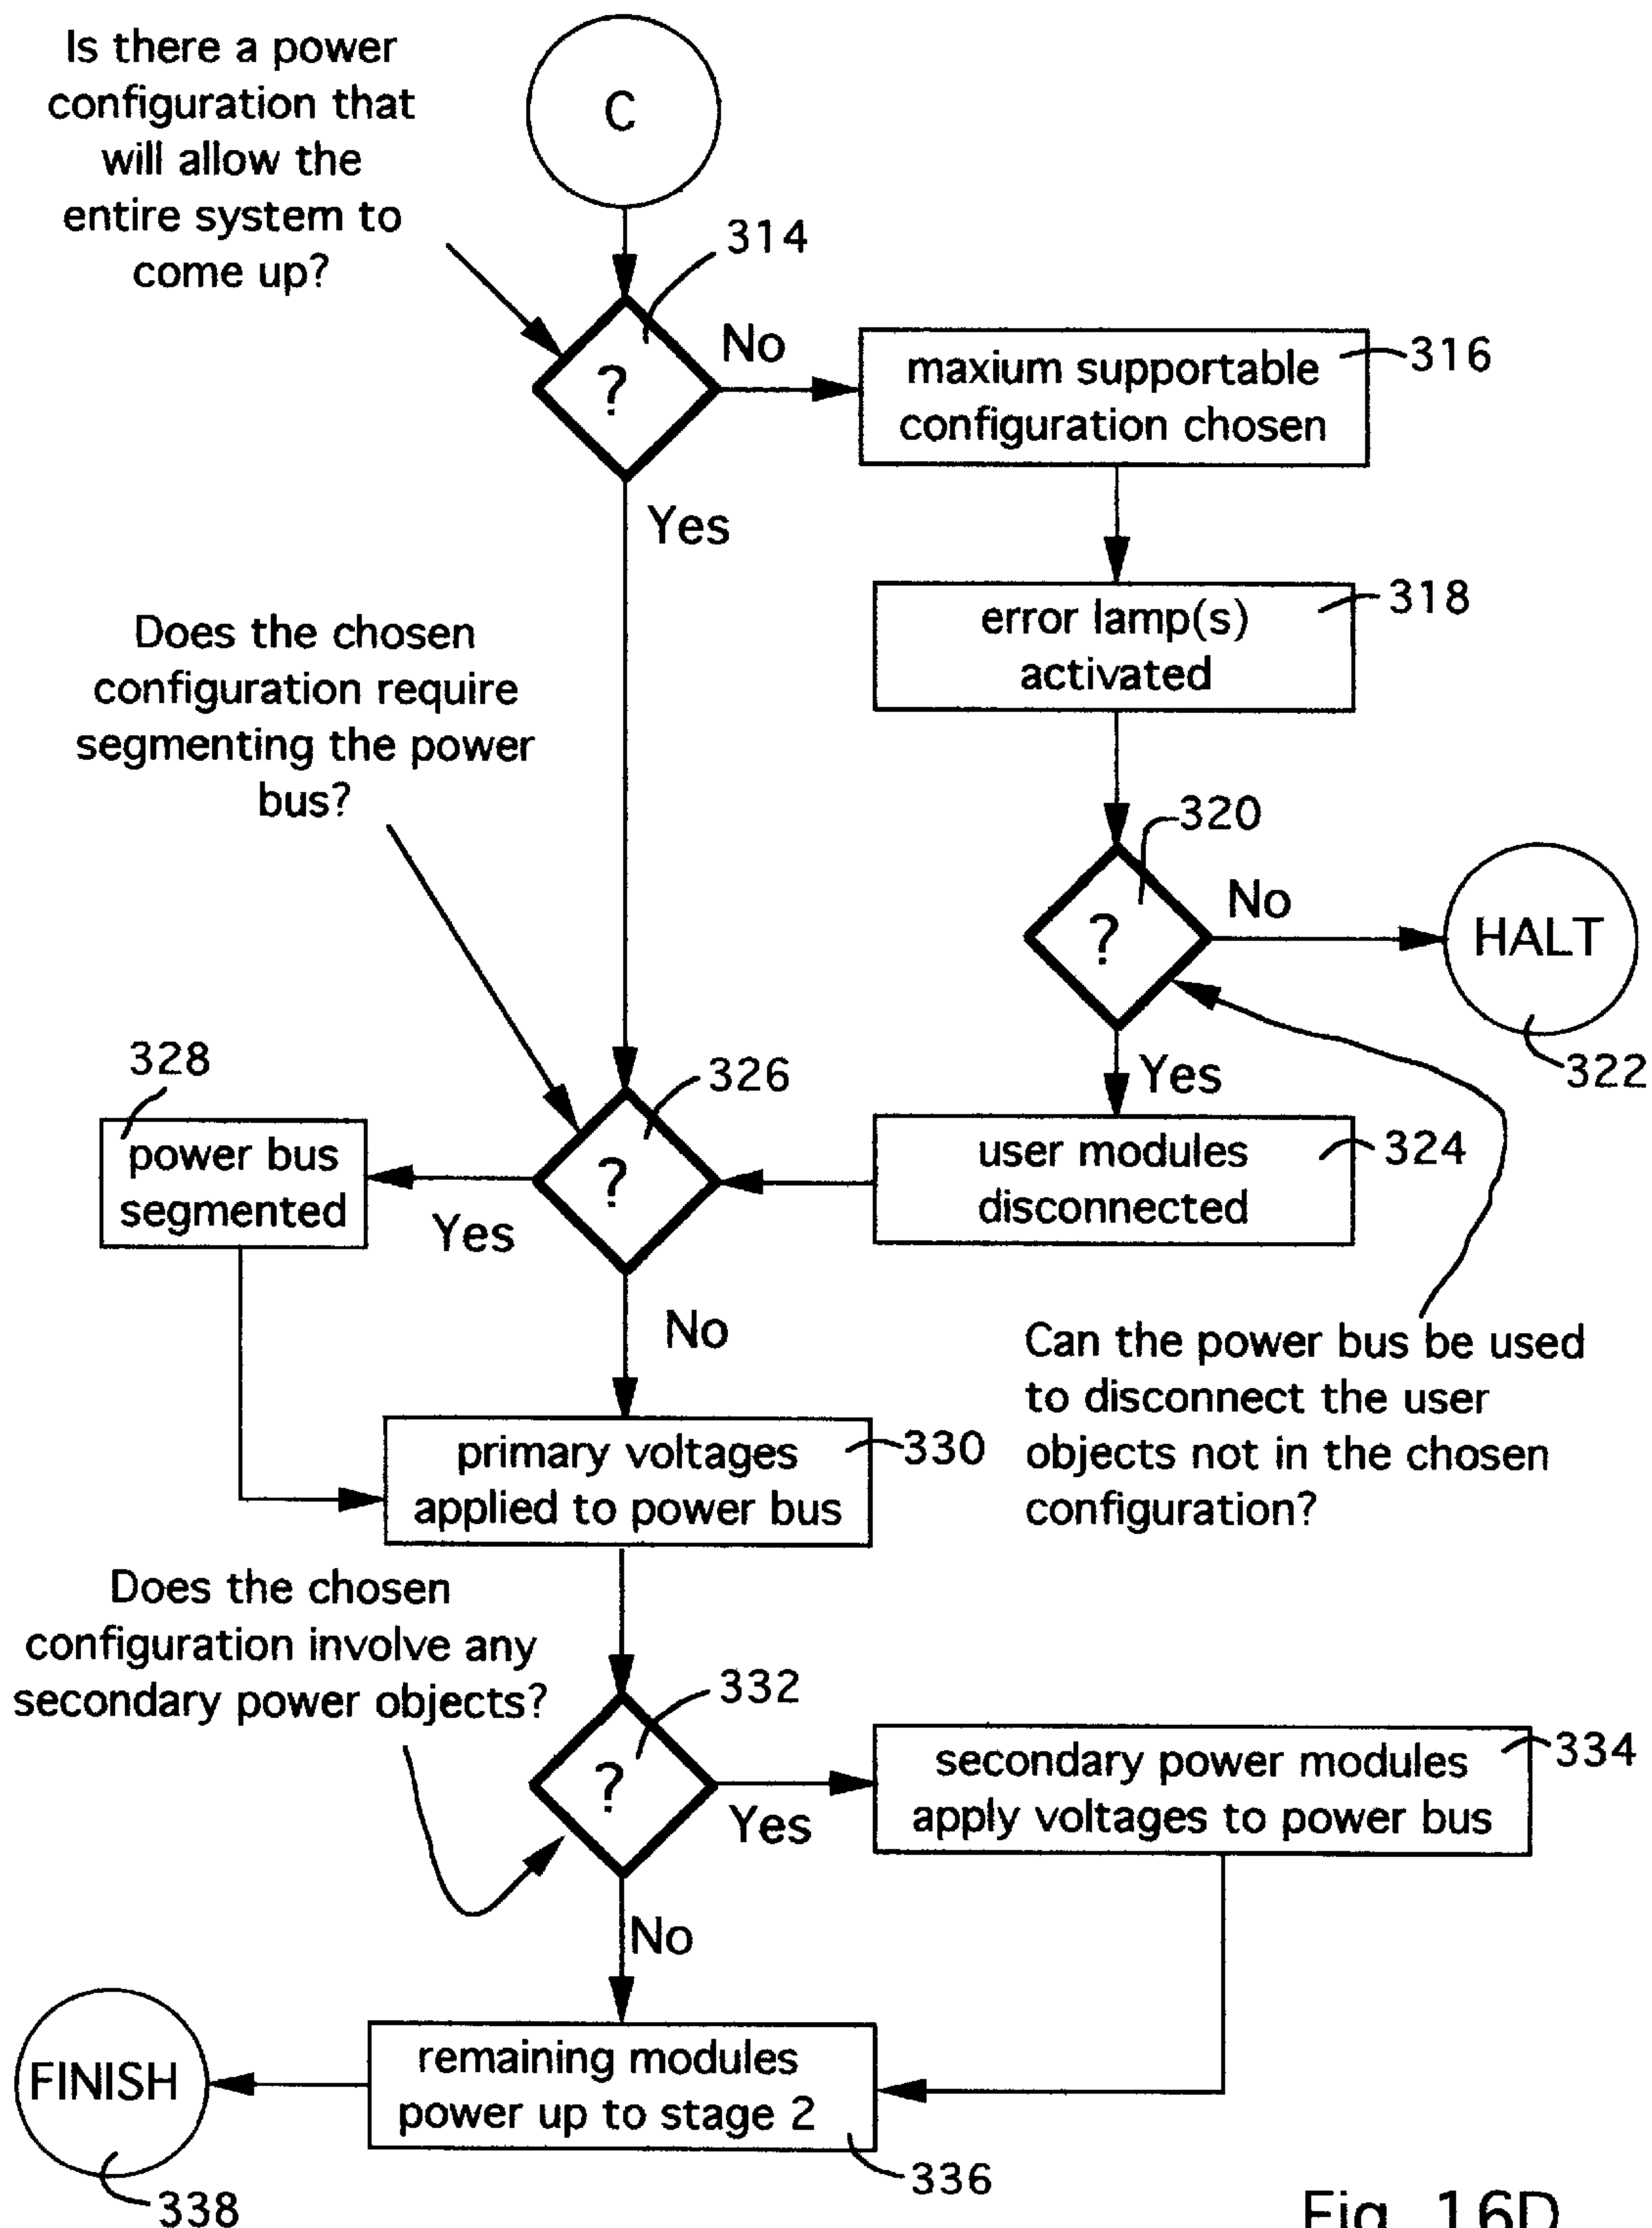 Is there a power
configuration that
will allow the
entire system to
come up?
C
314
?
No
Yes
maxium supportable
configuration chosen
316
error lamp(s)
activated
318
Does the chosen
configuration require
segmenting the power
bus?
320
?
No
HALT
322
Yes
328
power bus
segmented
326
?
Yes
No
user modules
disconnected
324
Can the power bus be used
to disconnect the user
objects not in the chosen
configuration?
primary voltages
applied to power bus
330
Does the chosen
configuration involve any
secondary power objects?
332
?
Yes
No
secondary power modules
apply voltages to power bus
334
FINISH
338
remaining modules
power up to stage 2
336
Fig. 16D